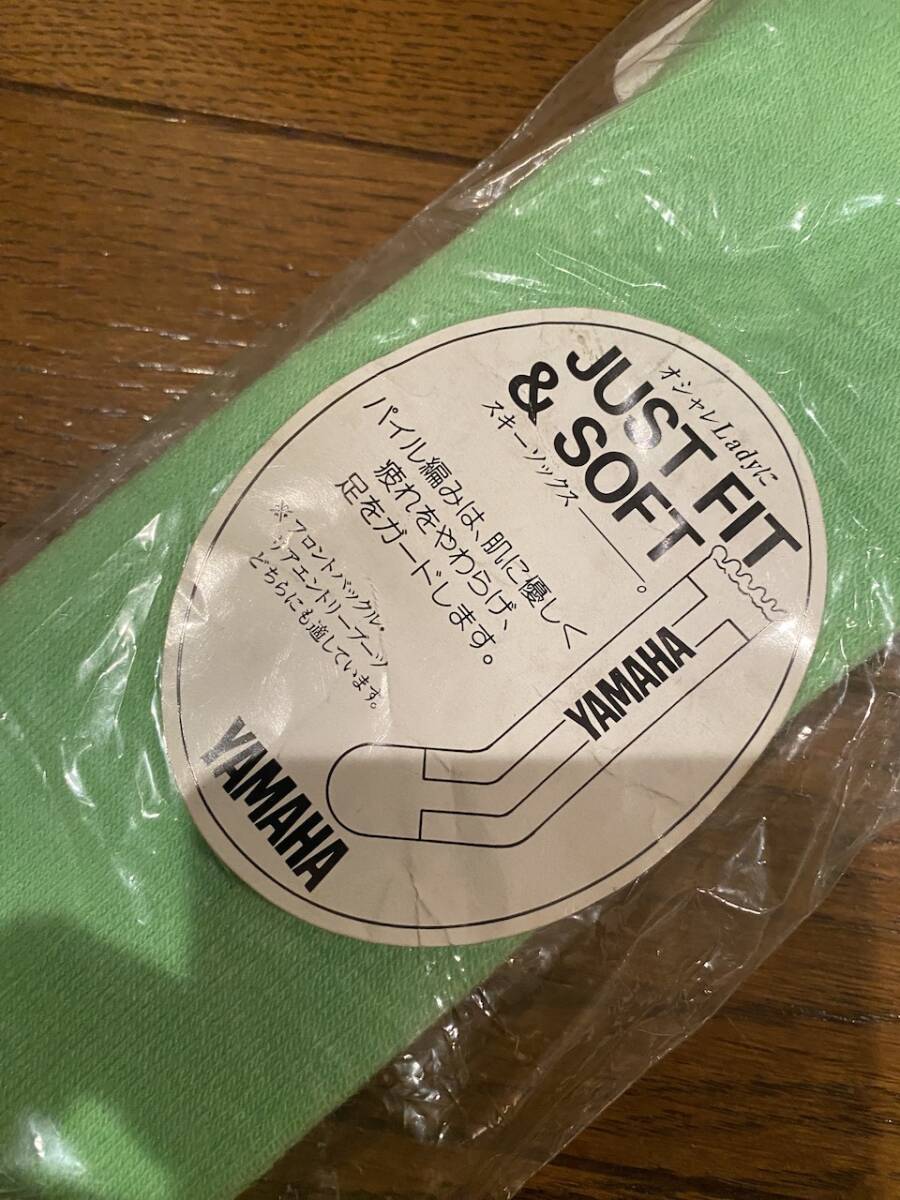 オシャレLadyに
JUST FIT
& SOFT
スキーソックス――。
パイル編みは、肌に優しく
疲れをやわらげ、
足をガードします。
※フロントバックル・
リアエントリーブーツ
どちらにも適しています。
YAMAHA
YAMAHA